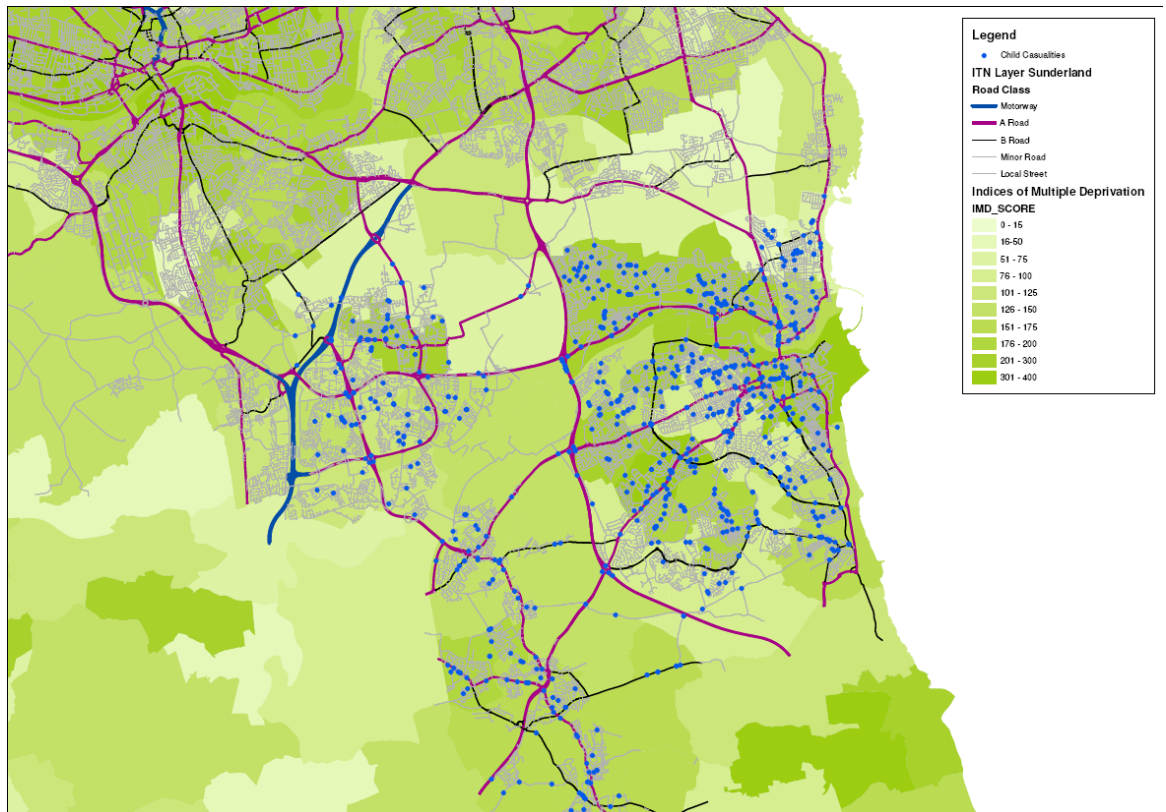 Legend
Child Casualities
ITN Layer Sunderland
Road Class
Motorway
A Road
B Road
Minor Road
Local Street
Indices of Multiple Deprivation
IMD_SCORE
0 - 15
16-50
51 - 75
76 - 100
101 - 125
126 - 150
151 - 175
176 - 200
201 - 300
301 - 400